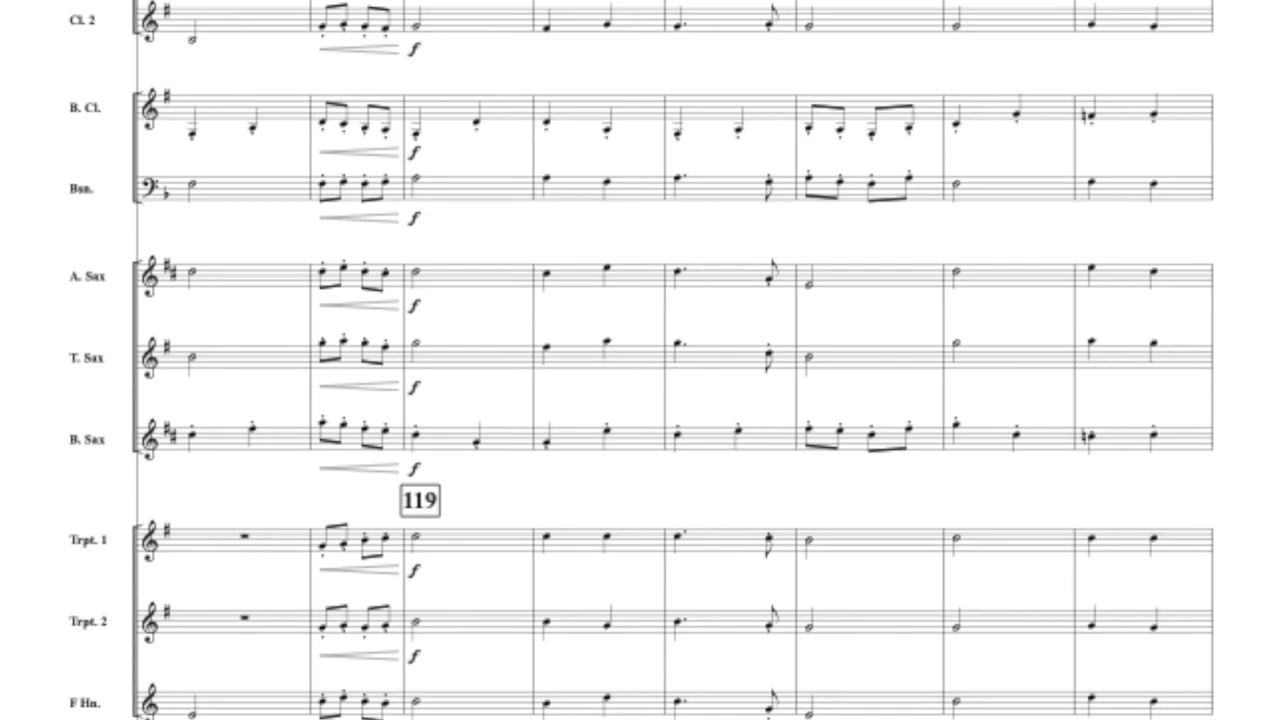 Cl. 2
f
B. Cl.
f
Bsn.
f
A. Sax
f
T. Sax
f
B. Sax
f
119
Trpt. 1
f
Trpt. 2
f
F Hn.